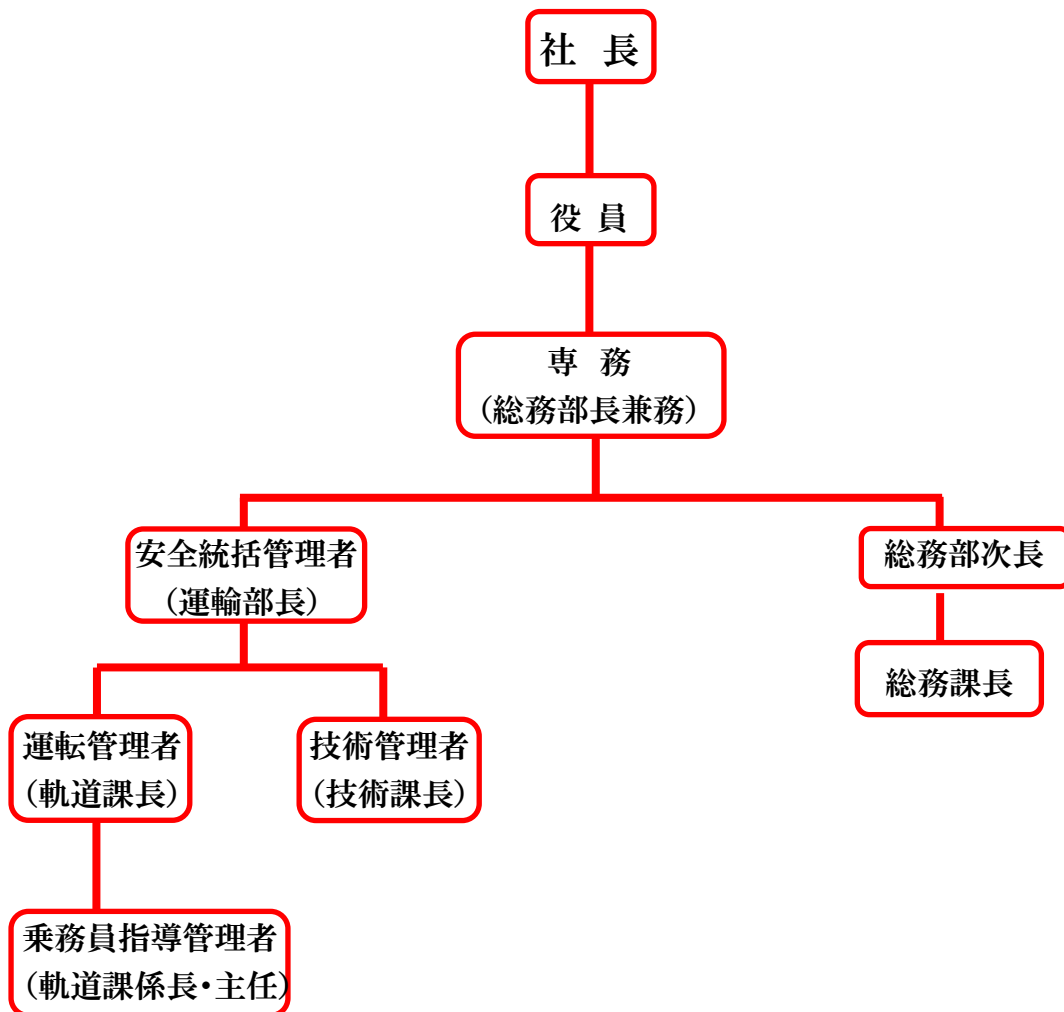 社 長
役 員
専 務
(総務部長兼務)
安全統括管理者
(運輸部長)
総務部次長
総務課長
運転管理者
(軌道課長)
技術管理者
(技術課長)
乗務員指導管理者
(軌道課係長・主任)